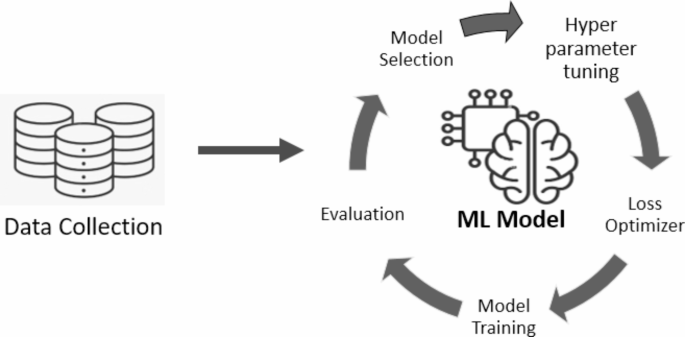 Data Collection
Model
Selection
Hyper
parameter
tuning
Loss
Optimizer
Model
Training
Evaluation
ML Model